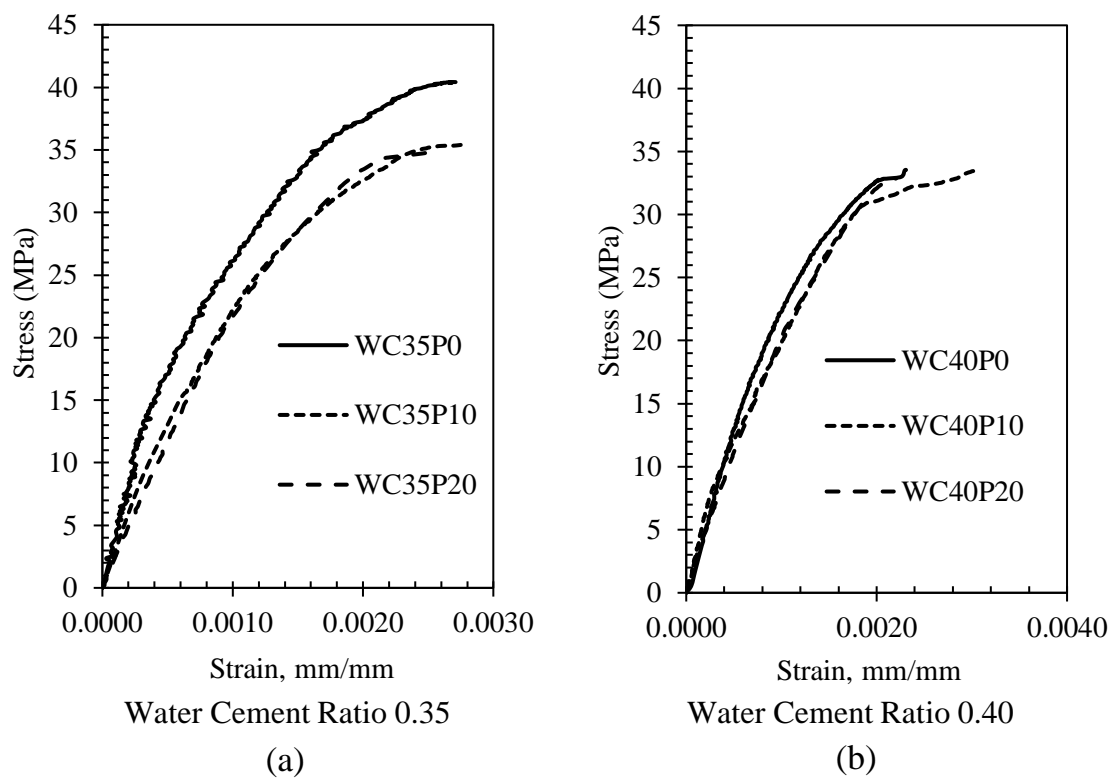 45
40
35
30
25
20
15
10
5
0
Stress (MPa)
WC35P0
WC35P10
WC35P20
0.0000 0.0010 0.0020 0.0030
Strain, mm/mm
Water Cement Ratio 0.35
(a)
45
40
35
30
25
20
15
10
5
0
Stress (MPa)
WC40P0
WC40P10
WC40P20
0.0000 0.0020 0.0040
Strain, mm/mm
Water Cement Ratio 0.40
(b)